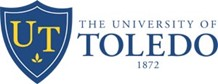 UT
THE UNIVERSITY OF
TOLEDO
1872